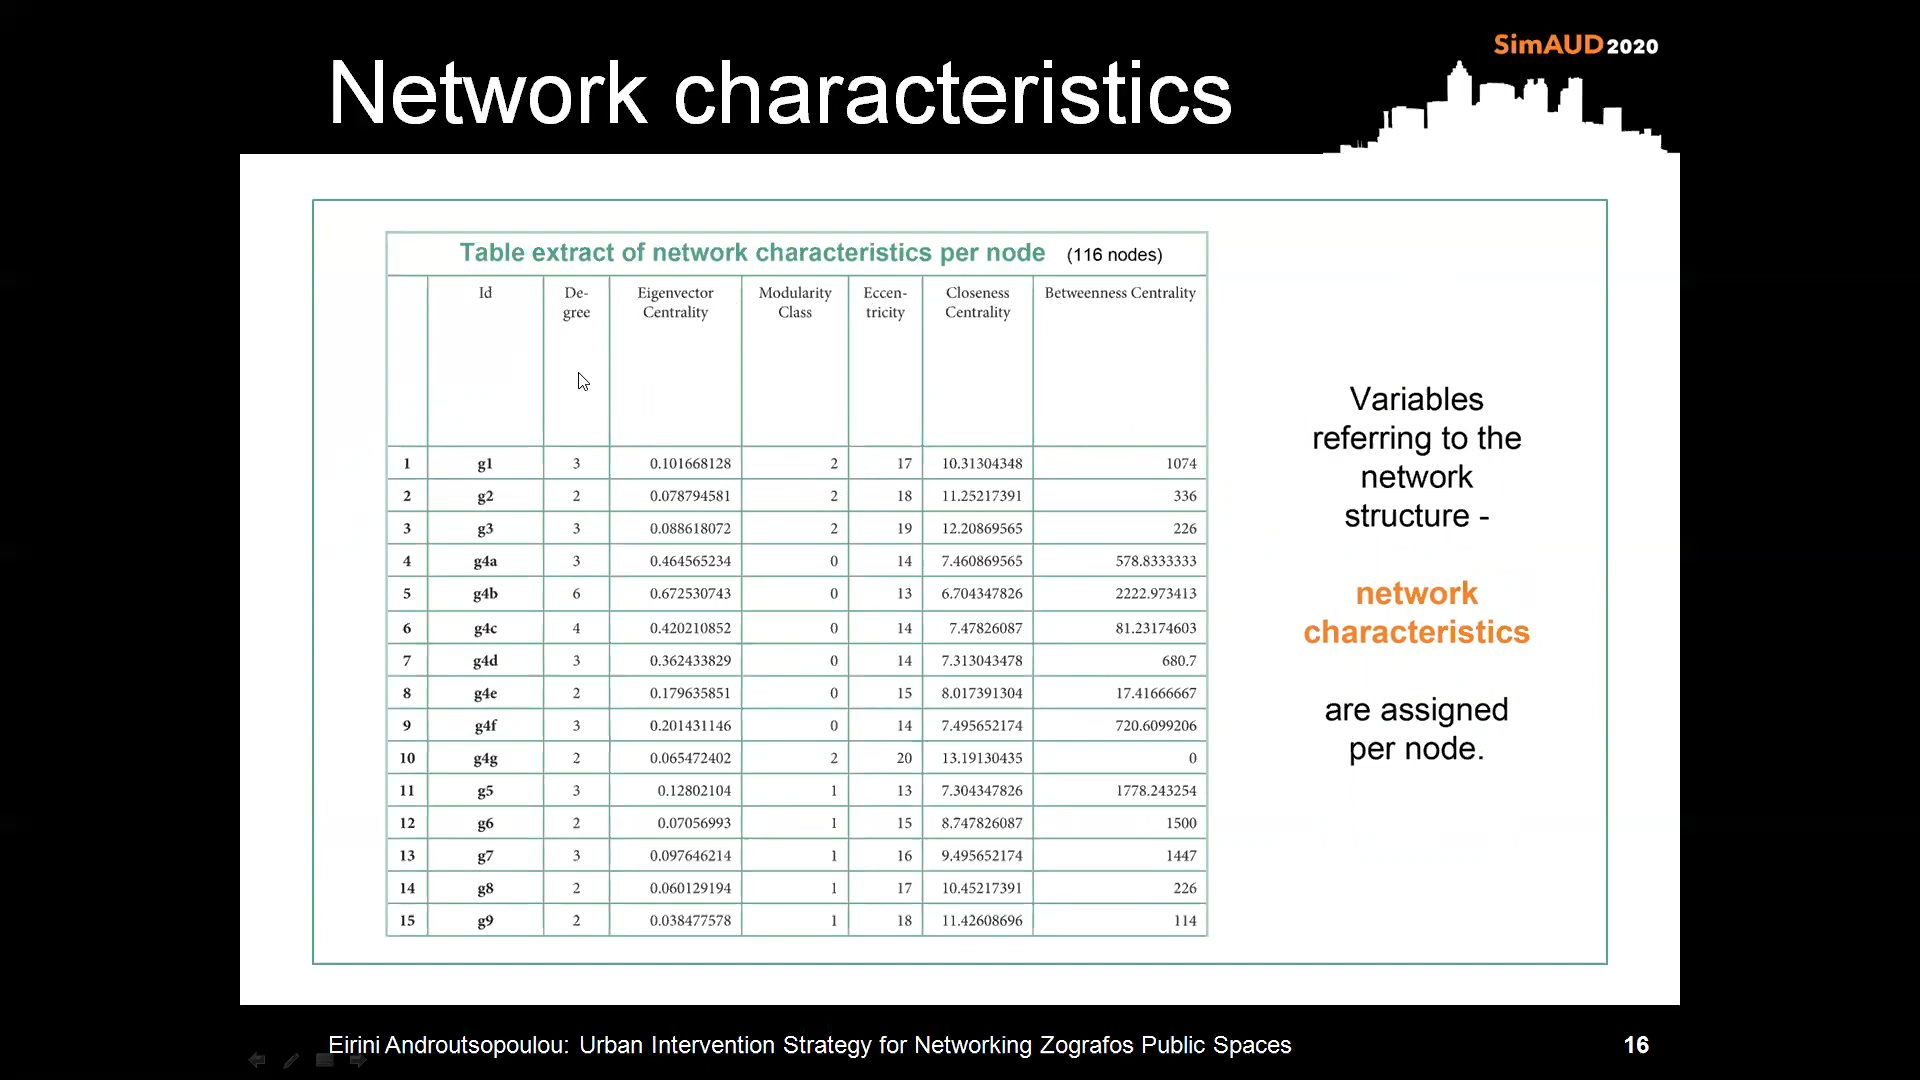 SimAUD2020
Network characteristics
Table extract of network characteristics per node (116 nodes)
Id De- Eigenvector Modularity Eccen- Closeness Betweenness Centrality
gree Centrality Class tricity Centrality
1 g1 3 0.101668128 2 17 10.31304348 1074
2 g2 2 0.078794581 2 18 11.25217391 336
3 g3 3 0.088618072 2 19 12.20869565 226
4 g4a 3 0.464565234 0 14 7.460869565 578.8333333
5 g4b 6 0.672530743 0 13 6.704347826 2222.973413
6 g4c 4 0.420210852 0 14 7.47826087 81.23174603
7 g4d 3 0.362433829 0 14 7.313043478 680.7
8 g4e 2 0.179635851 0 15 8.017391304 17.41666667
9 g4f 3 0.201431146 0 14 7.495652174 720.6099206
10 g4g 2 0.065472402 2 20 13.19130435 0
11 g5 3 0.12802104 1 13 7.304347826 1778.243254
12 g6 2 0.07056993 1 15 8.747826087 1500
13 g7 3 0.097646214 1 16 9.495652174 1447
14 g8 2 0.060129194 1 17 10.45217391 226
15 g9 2 0.038477578 1 18 11.42608696 114
Variables
referring to the
network
structure -
network
characteristics
are assigned
per node.
Eirini Androutsopoulou: Urban Intervention Strategy for Networking Zografos Public Spaces
16